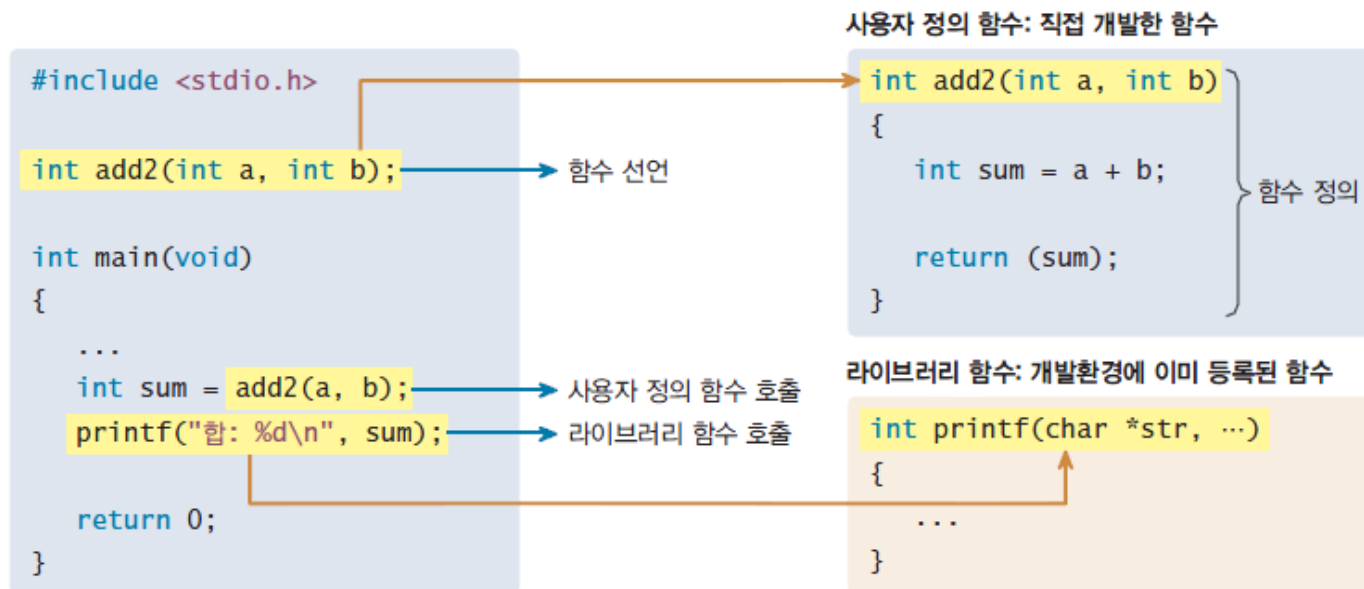 #include <stdio.h>
int add2(int a, int b);
함수 선언
int main(void)
{
...
int sum = add2(a, b);
사용자 정의 함수 호출
printf("합: %d\n", sum);
라이브러리 함수 호출
return 0;
}
사용자 정의 함수: 직접 개발한 함수
int add2(int a, int b)
{
int sum = a + b;
return (sum);
}
함수 정의
라이브러리 함수: 개발환경에 이미 등록된 함수
int printf(char *str, …)
{
...
}